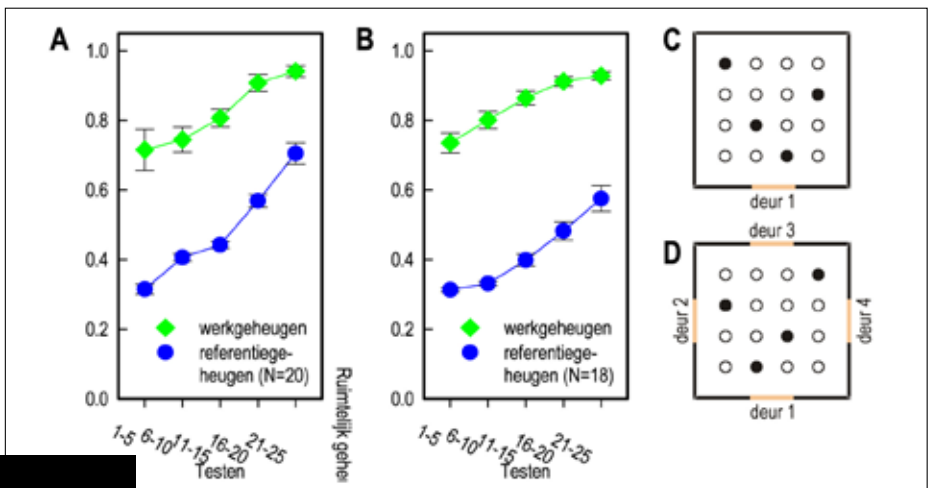 A
1.0
0.8
0.6
0.4
0.2
0.0
werkgeheugen
referentiege-
heugen (N=20)
1-5 6-10 11-15 16-20 21-25
Testen
B
1.0
0.8
0.6
0.4
0.2
0.0
werkgeheugen
referentiege-
heugen (N=18)
1-5 6-10 11-15 16-20 21-25
Testen
Ruimtelijk
C
deur 1
D
deur 3
deur 2
deur 4
deur 1